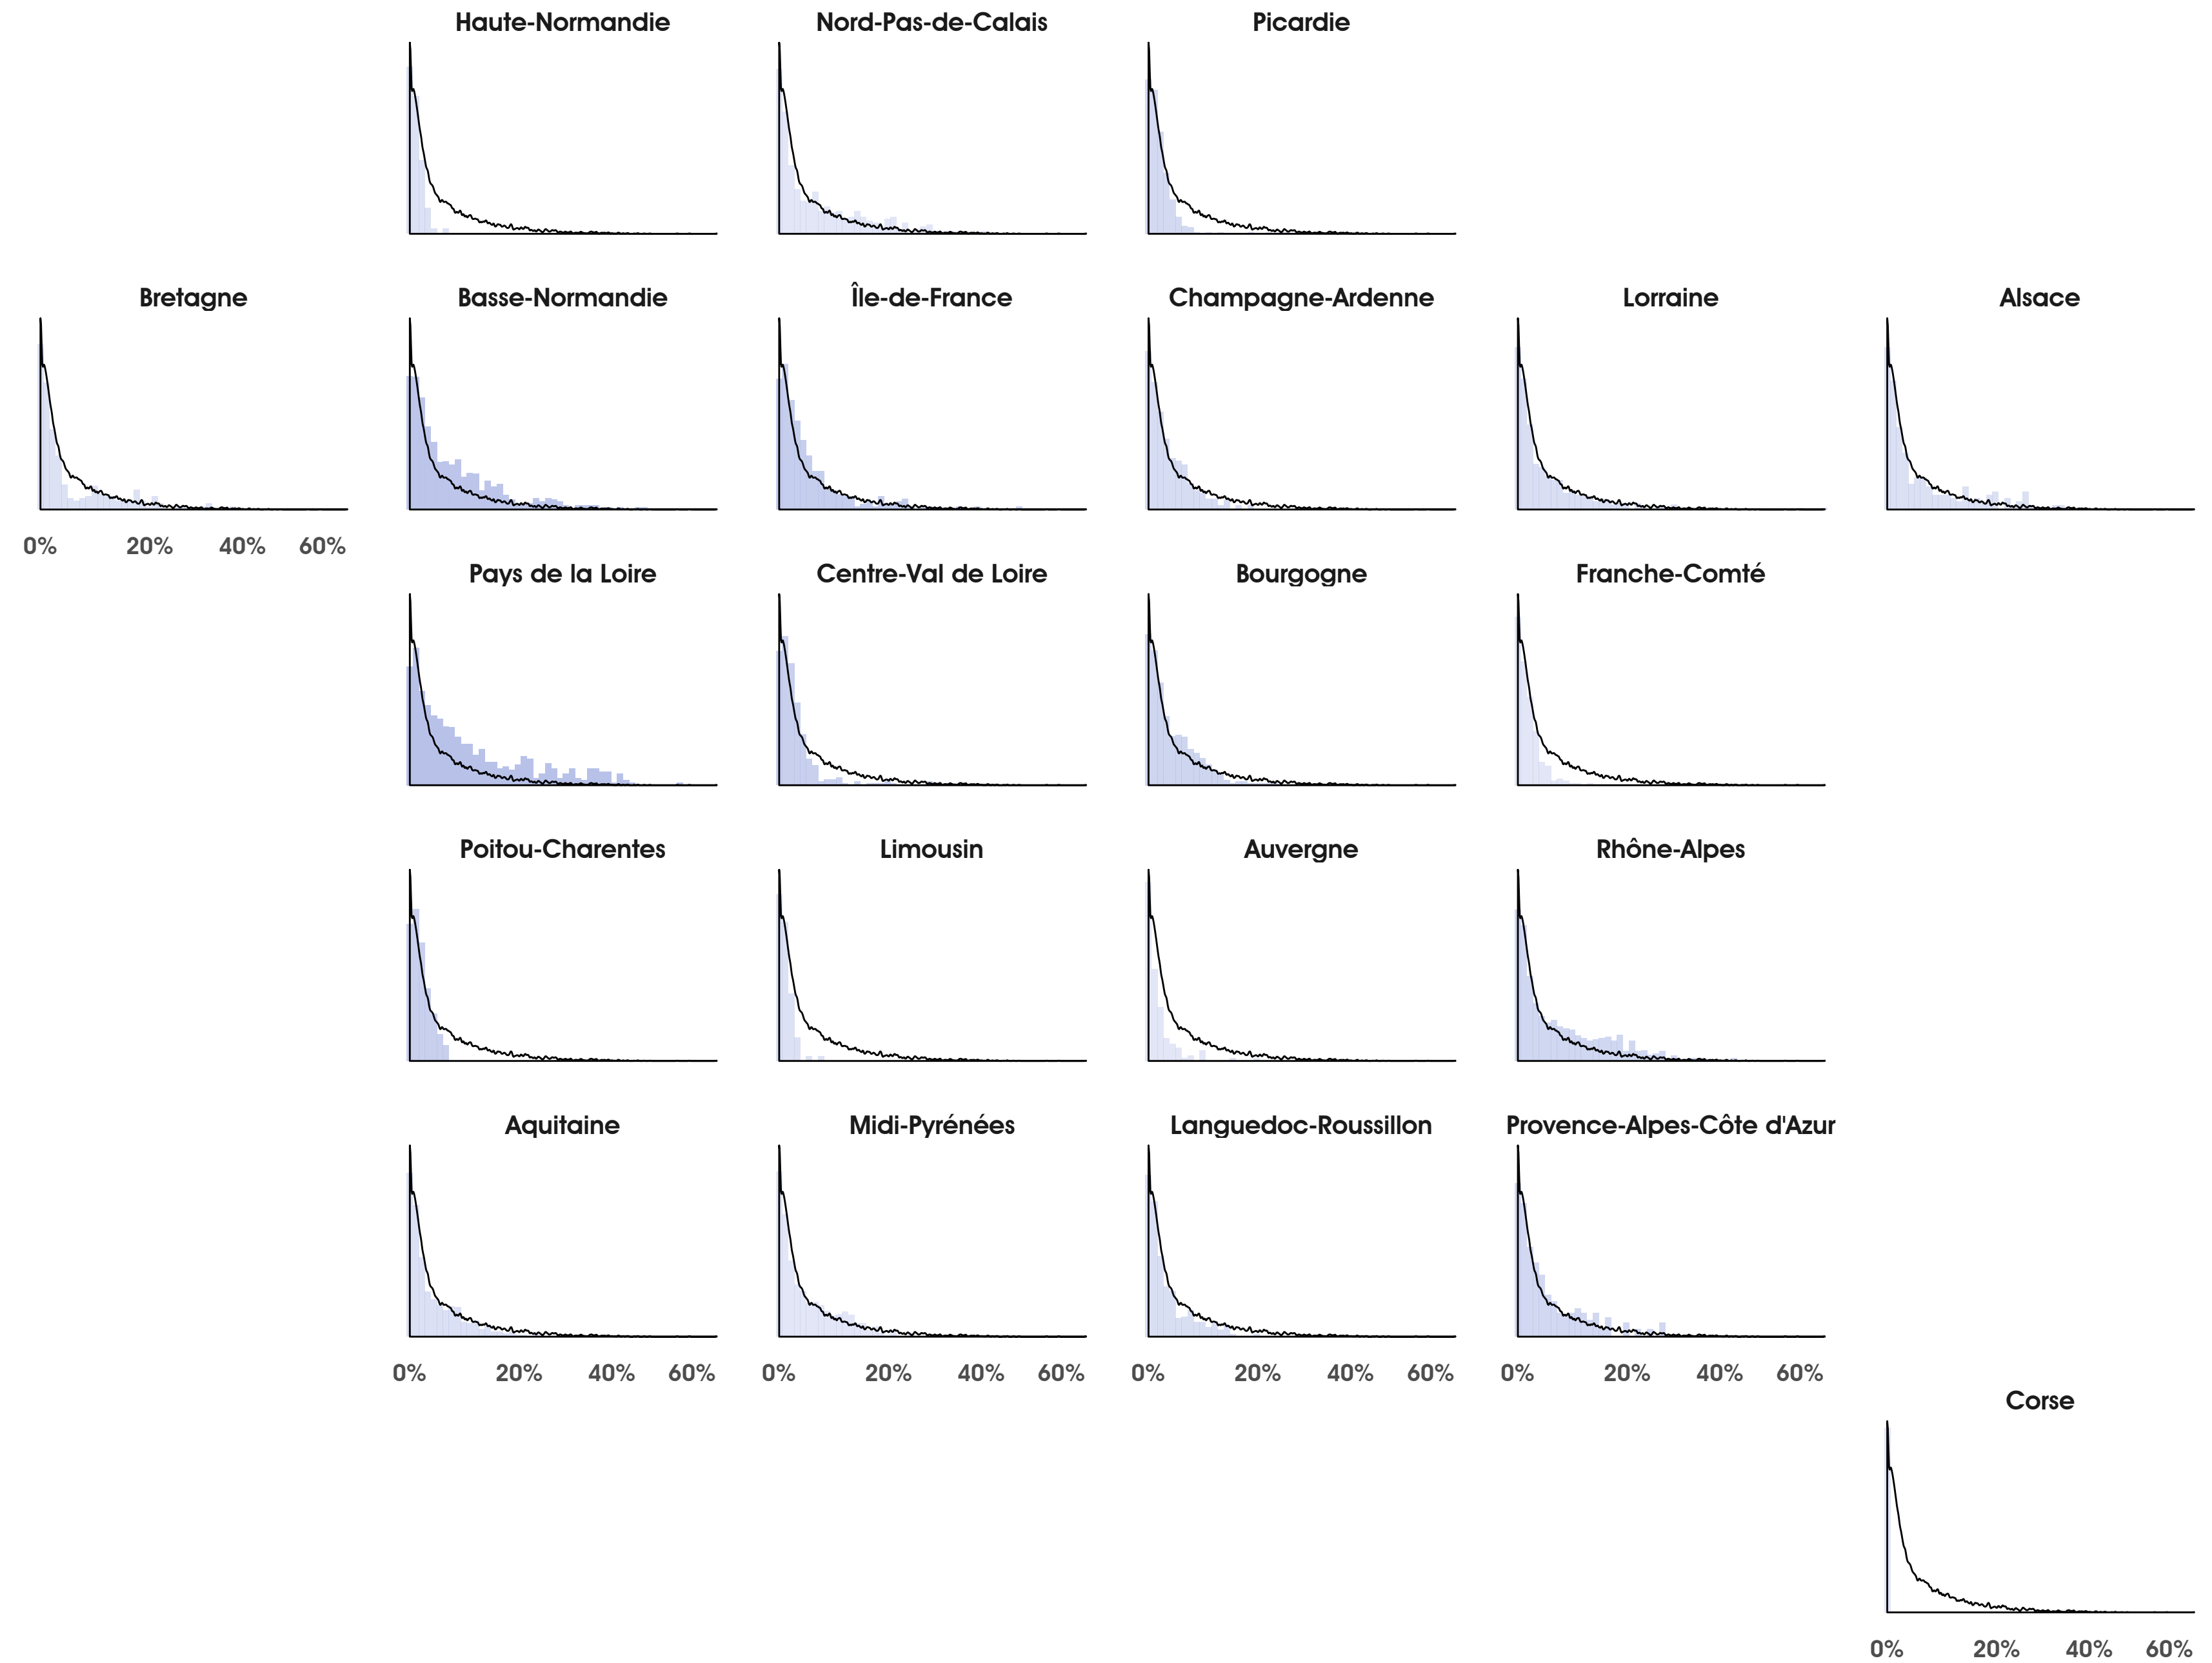 Haute-Normandie Nord-Pas-de-Calais Picardie
Bretagne Basse-Normandie Île-de-France Champagne-Ardenne Lorraine Alsace
0% 20% 40% 60%
Pays de la Loire Centre-Val de Loire Bourgogne Franche-Comté
Poitou-Charentes Limousin Auvergne Rhône-Alpes
Aquitaine Midi-Pyrénées Languedoc-Roussillon Provence-Alpes-Côte d'Azur
0% 20% 40% 60% 0% 20% 40% 60% 0% 20% 40% 60% 0% 20% 40% 60%
Corse
0% 20% 40% 60%